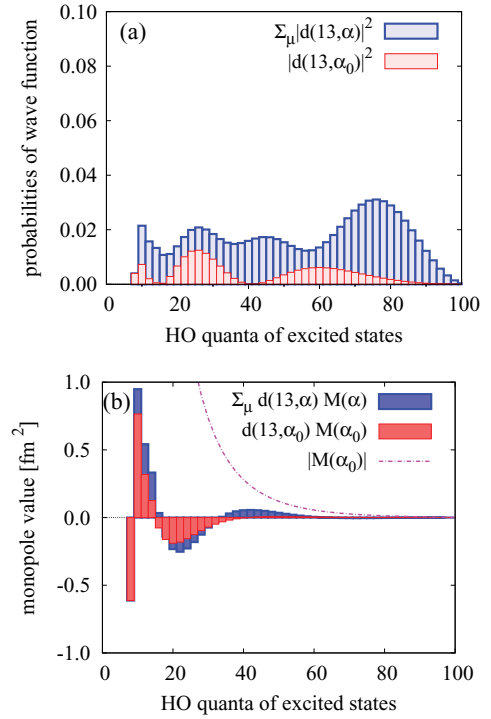 (a)
Σμ|d(13,α)|²
|d(13,α₀)|²
probabilities of wave function
0.10
0.08
0.06
0.04
0.02
0.00
0 20 40 60 80 100
HO quanta of excited states
(b)
Σμ d(13,α) M(α)
d(13,α₀) M(α₀)
|M(α₀)|
monopole value [fm²]
1.0
0.5
0.0
-0.5
-1.0
0 20 40 60 80 100
HO quanta of excited states